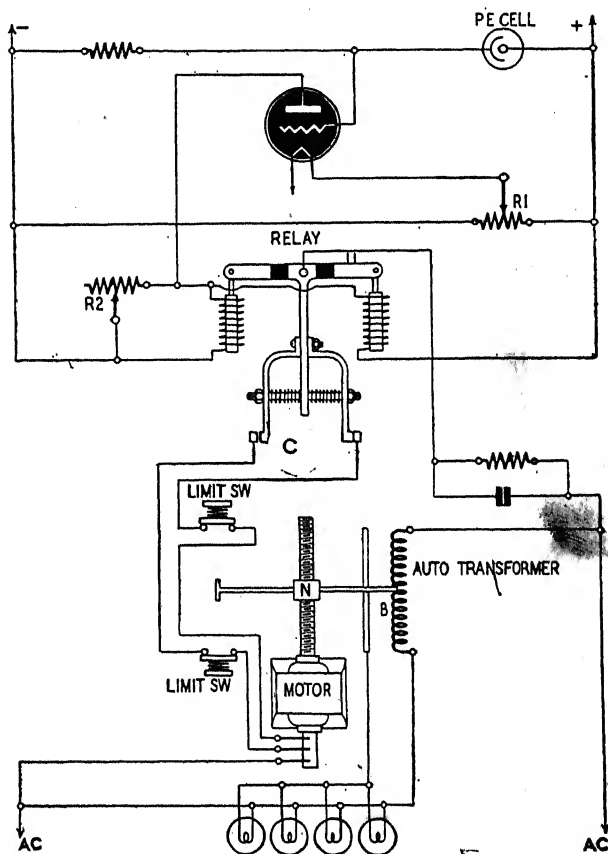 -
PE CELL
+
R1
RELAY
R2
C
LIMIT SW
N
AUTO TRANSFORMER
B
LIMIT SW
MOTOR
AC
AC